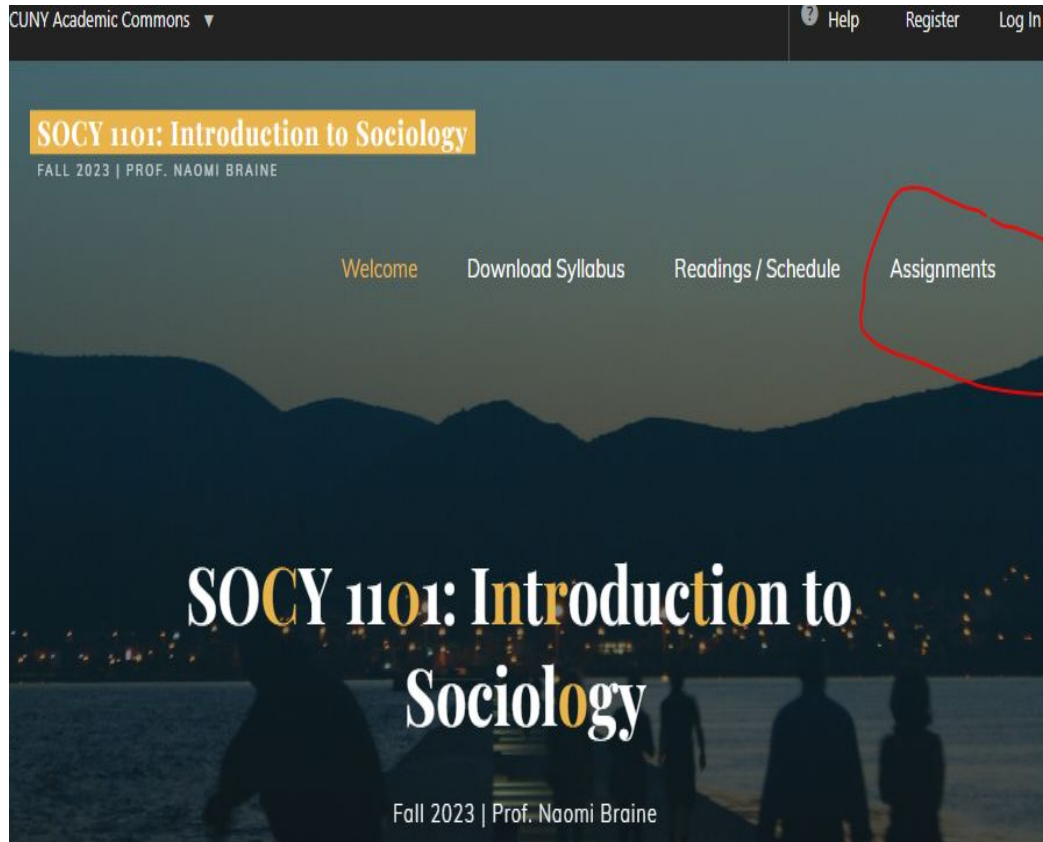 CUNY Academic Commons ▼
? Help Register Log In
SOCY 1101: Introduction to Sociology
FALL 2023 | PROF. NAOMI BRAINE
Welcome Download Syllabus Readings / Schedule Assignments
SOCY 1101: Introduction to
Sociology
Fall 2023 | Prof. Naomi Braine